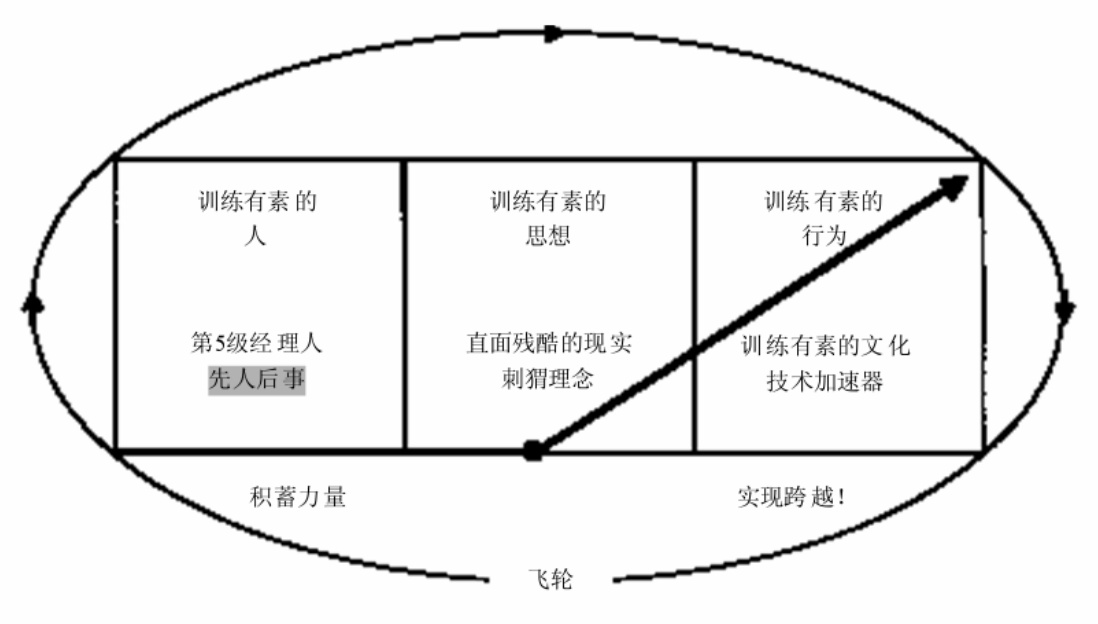 训练有素的
人
第5级经理人
先人后事
训练有素的
思想
直面残酷的现实
刺猬理念
训练有素的
行为
训练有素的文化
技术加速器
积蓄力量
实现跨越!
飞轮